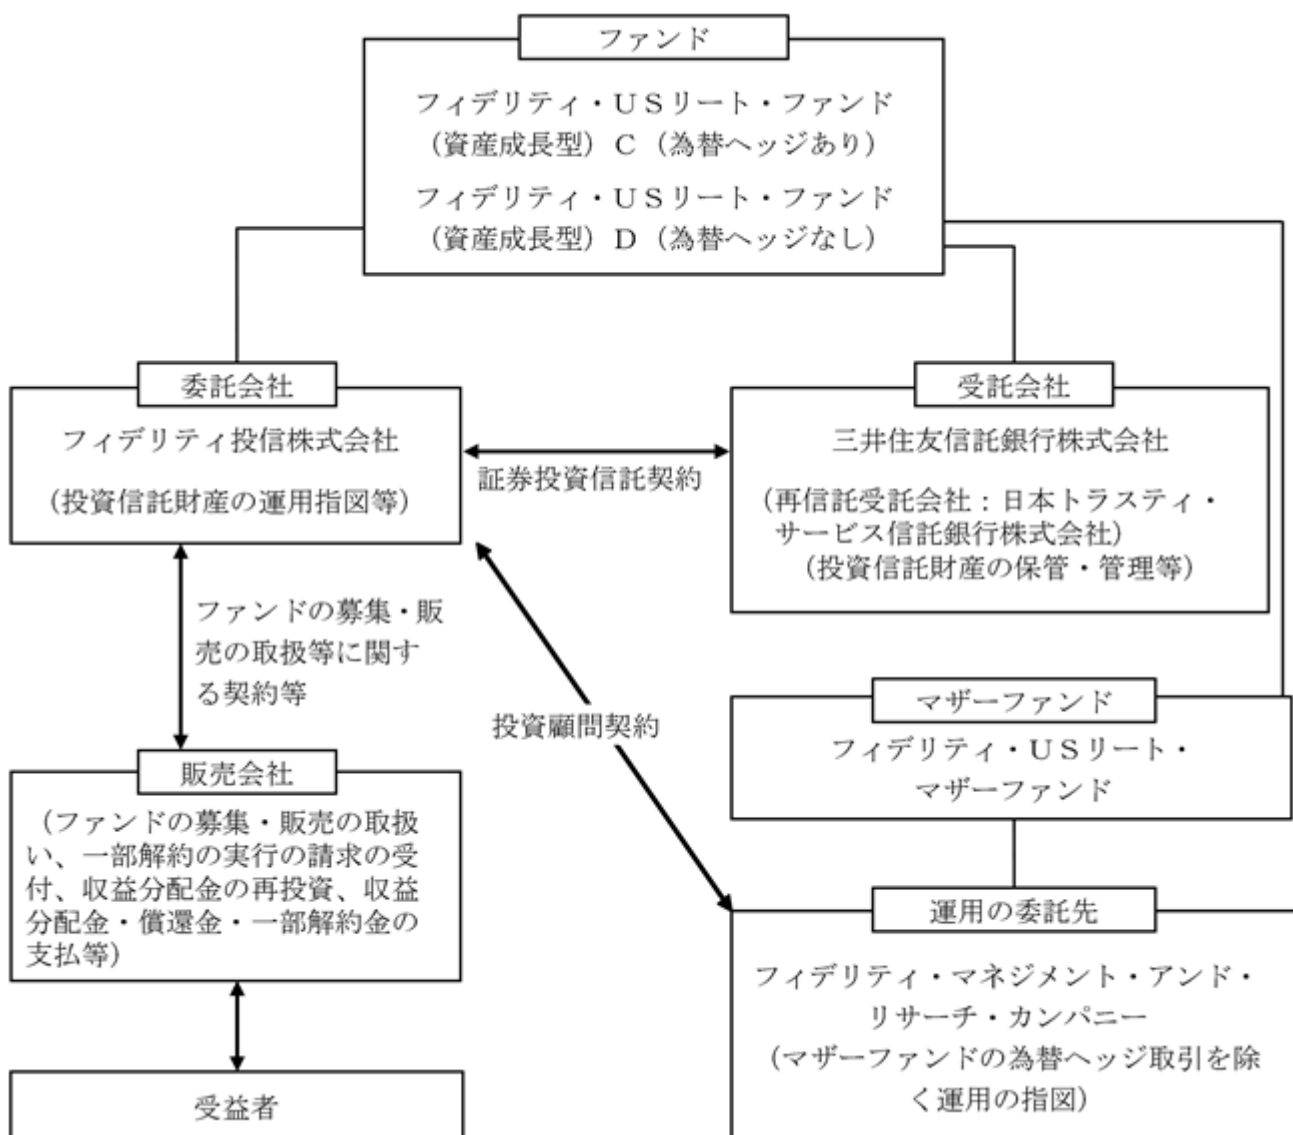 ファンド
フィデリティ・ＵＳリート・ファンド
（資産成長型）Ｃ（為替ヘッジあり）
フィデリティ・ＵＳリート・ファンド
（資産成長型）Ｄ（為替ヘッジなし）
委託会社
フィデリティ投信株式会社
（投資信託財産の運用指図等）
証券投資信託契約
受託会社
三井住友信託銀行株式会社
（再信託受託会社：日本トラスティ・
サービス信託銀行株式会社）
（投資信託財産の保管・管理等）
ファンドの募集・販
売の取扱等に関す
る契約等
投資顧問契約
マザーファンド
フィデリティ・ＵＳリート・
マザーファンド
販売会社
（ファンドの募集・販売の取扱
い、一部解約の実行の請求の受
付、収益分配金の再投資、収益
分配金・償還金・一部解約金の
支払等）
運用の委託先
フィデリティ・マネジメント・アンド・
リサーチ・カンパニー
（マザーファンドの為替ヘッジ取引を除
く運用の指図）
受益者